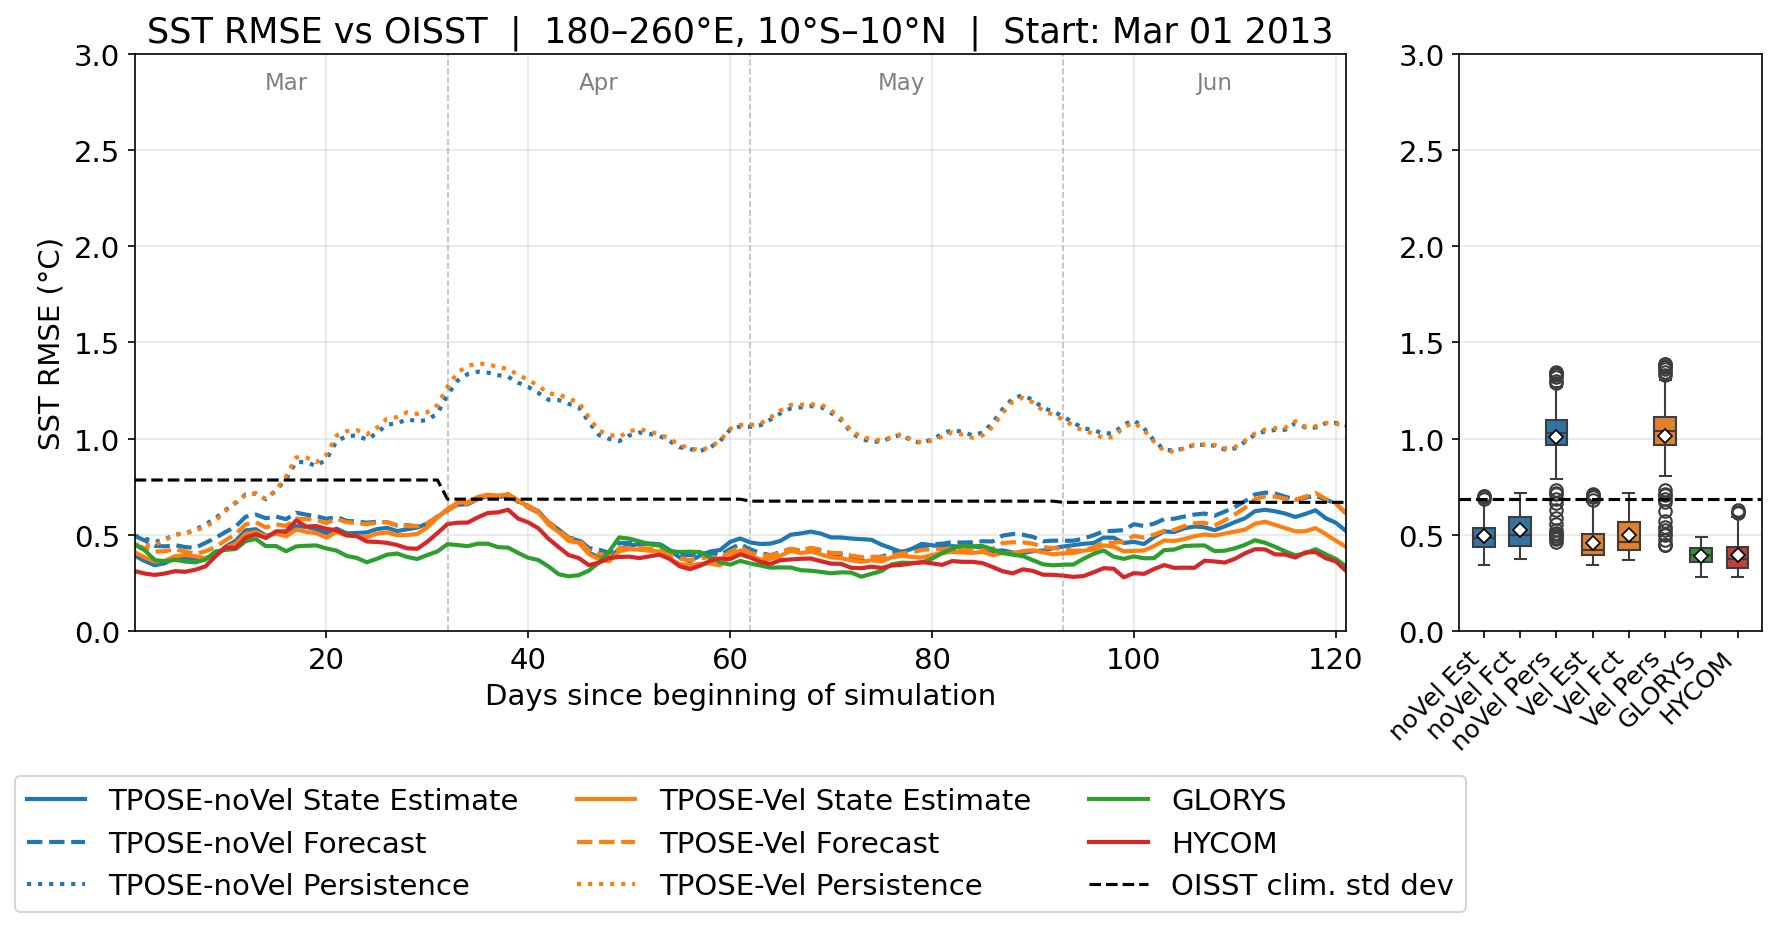 SST RMSE vs OISST | 180–260°E, 10°S–10°N | Start: Mar 01 2013
3.0
2.5
2.0
1.5
1.0
0.5
0.0
SST RMSE (°C)
Mar
Apr
May
Jun
20
40
60
80
100
120
Days since beginning of simulation
3.0
2.5
2.0
1.5
1.0
0.5
0.0
noVel Est
noVel Fct
noVel Pers
Vel Est
Vel Fct
Vel Pers
GLORYS
HYCOM
TPOSE-noVel State Estimate
TPOSE-noVel Forecast
TPOSE-noVel Persistence
TPOSE-Vel State Estimate
TPOSE-Vel Forecast
TPOSE-Vel Persistence
GLORYS
HYCOM
OISST clim. std dev